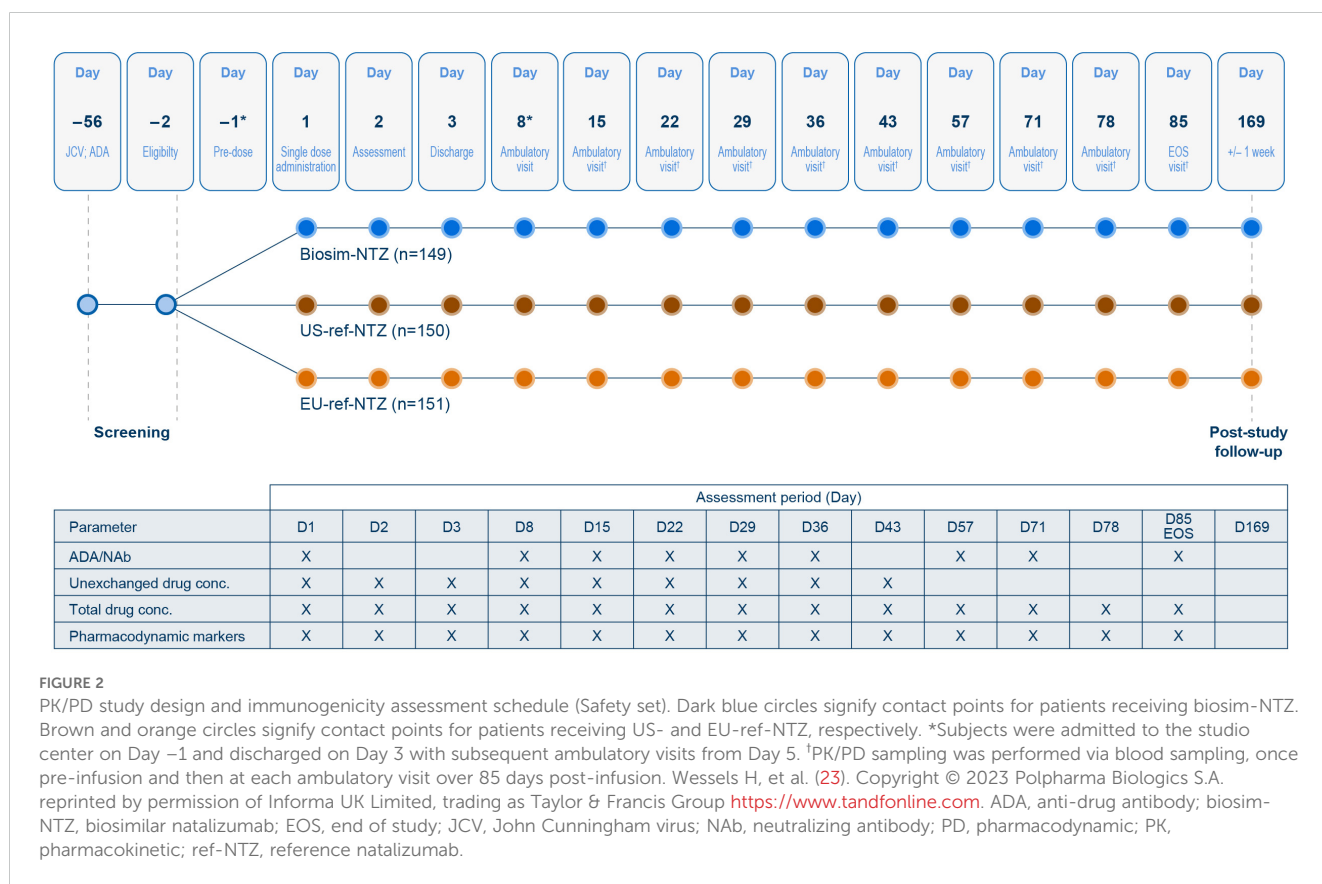 Day Day Day Day Day Day Day Day Day Day Day Day Day Day Day Day Day
–56 –2 –1* 1 2 3 8* 15 22 29 36 43 57 71 78 85 169
JCV; ADA Eligibilty Pre-dose Single dose Assessment Discharge Ambulatory Ambulatory Ambulatory Ambulatory Ambulatory Ambulatory Ambulatory Ambulatory Ambulatory EOS +/– 1 week
administration visit visit† visit† visit† visit† visit† visit† visit† visit† visit†
Biosim-NTZ (n=149)
US-ref-NTZ (n=150)
EU-ref-NTZ (n=151)
Screening
Post-study
follow-up
Assessment period (Day)
Parameter D1 D2 D3 D8 D15 D22 D29 D36 D43 D57 D71 D78 D85 EOS D169
ADA/NAb X X X X X X X X X
Unexchanged drug conc. X X X X X X X X X
Total drug conc. X X X X X X X X X X X X X
Pharmacodynamic markers X X X X X X X X X X X X X
FIGURE 2
PK/PD study design and immunogenicity assessment schedule (Safety set). Dark blue circles signify contact points for patients receiving biosim-NTZ.
Brown and orange circles signify contact points for patients receiving US- and EU-ref-NTZ, respectively. *Subjects were admitted to the studio
center on Day –1 and discharged on Day 3 with subsequent ambulatory visits from Day 5. †PK/PD sampling was performed via blood sampling, once
pre-infusion and then at each ambulatory visit over 85 days post-infusion. Wessels H, et al. (23). Copyright © 2023 Polpharma Biologics S.A.
reprinted by permission of Informa UK Limited, trading as Taylor & Francis Group https://www.tandfonline.com. ADA, anti-drug antibody; biosim-
NTZ, biosimilar natalizumab; EOS, end of study; JCV, John Cunningham virus; NAb, neutralizing antibody; PD, pharmacodynamic; PK,
pharmacokinetic; ref-NTZ, reference natalizumab.